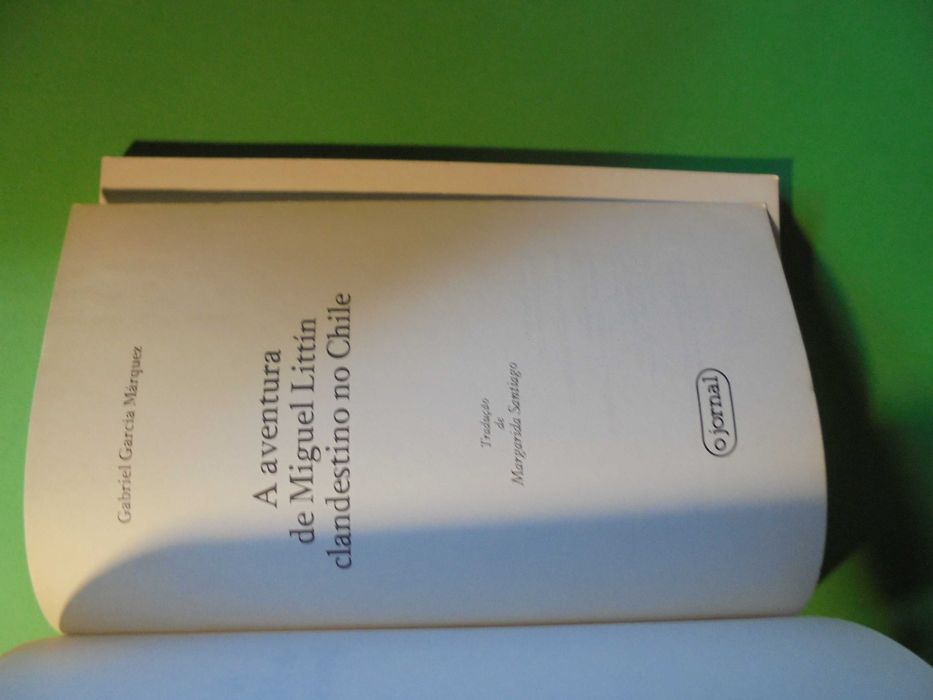 Gabriel García Márquez
A aventura
de Miguel Littín
clandestino no Chile
Tradução
de
Margarida Santiago
o jornal